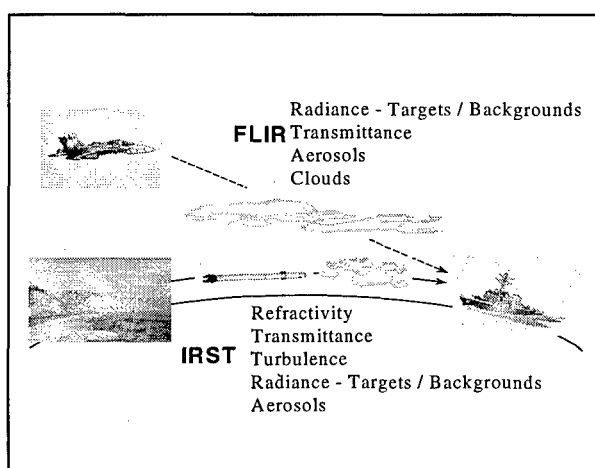 Radiance - Targets / Backgrounds
FLIR Transmittance
Aerosols
Clouds
Refractivity
IRST Transmittance
Turbulence
Radiance - Targets / Backgrounds
Aerosols